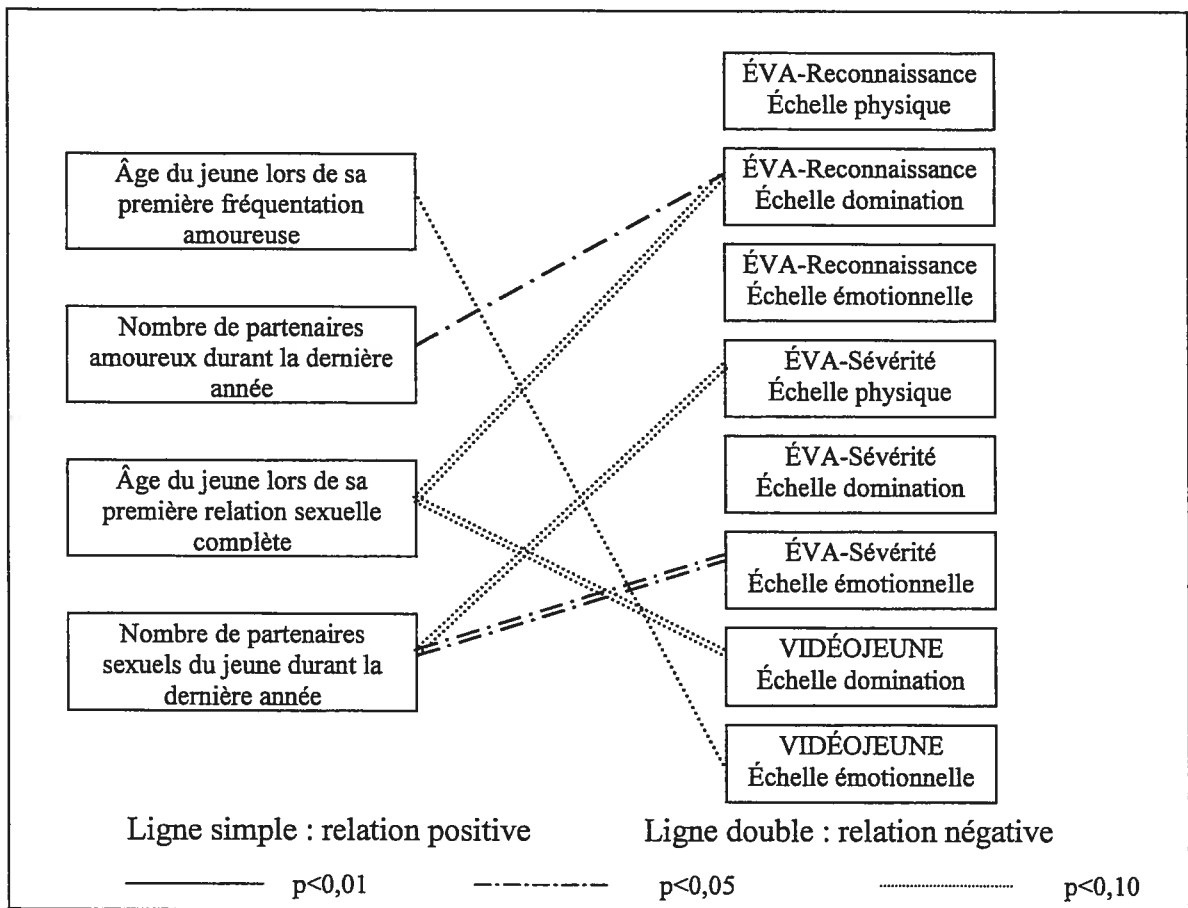 Âge du jeune lors de sa
première fréquentation
amoureuse
Nombre de partenaires
amoureux durant la dernière
année
Âge du jeune lors de sa
première relation sexuelle
complète
Nombre de partenaires
sexuels du jeune durant la
dernière année
ÉVA-Reconnaissance
Échelle physique
ÉVA-Reconnaissance
Échelle domination
ÉVA-Reconnaissance
Échelle émotionnelle
ÉVA-Sévérité
Échelle physique
ÉVA-Sévérité
Échelle domination
ÉVA-Sévérité
Échelle émotionnelle
VIDÉOJEUNE
Échelle domination
VIDÉOJEUNE
Échelle émotionnelle
Ligne simple : relation positive
Ligne double : relation négative
p<0,01
p<0,05
p<0,10